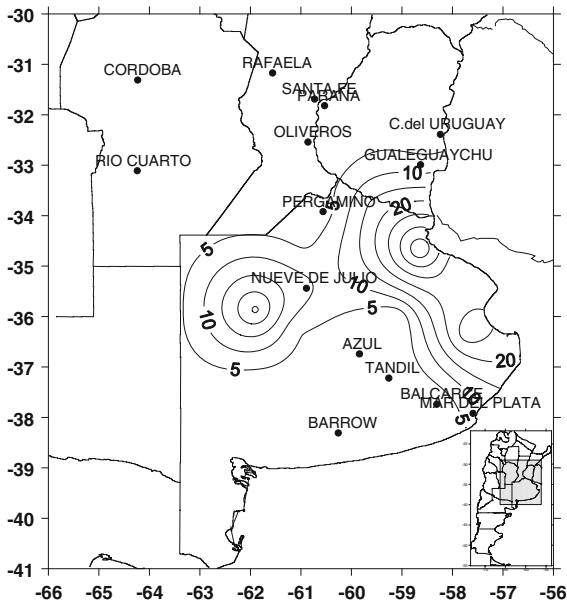 -30
-31
-32
-33
-34
-35
-36
-37
-38
-39
-40
-41
RAFAELA
CORDOBA
SANTA FE
PARANA
C.del URUGUAY
OLIVEROS
GUALEGUAYCHU
RIO CUARTO
10
PERGAMINO
5
20
5
NUEVE DE JULIO
10
10
5
AZUL
5
20
TANDIL
BALCARCE
10
MAR DEL PLATA
5
BARROW
-66 -65 -64 -63 -62 -61 -60 -59 -58 -57 -56